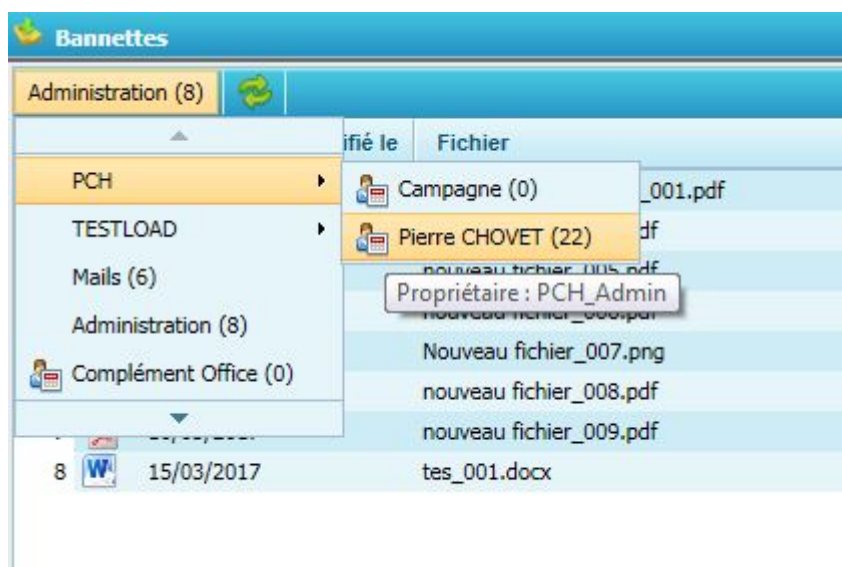 Bannettes
Administration (8)
ifié le Fichier
PCH
Campagne (0)
_001.pdf
TESTLOAD
Pierre CHOVET (22)
df
Mails (6)
Propriétaire : PCH_Admin
Administration (8)
Nouveau fichier_007.png
Complément Office (0)
nouveau fichier_008.pdf
nouveau fichier_009.pdf
8 15/03/2017 tes_001.docx